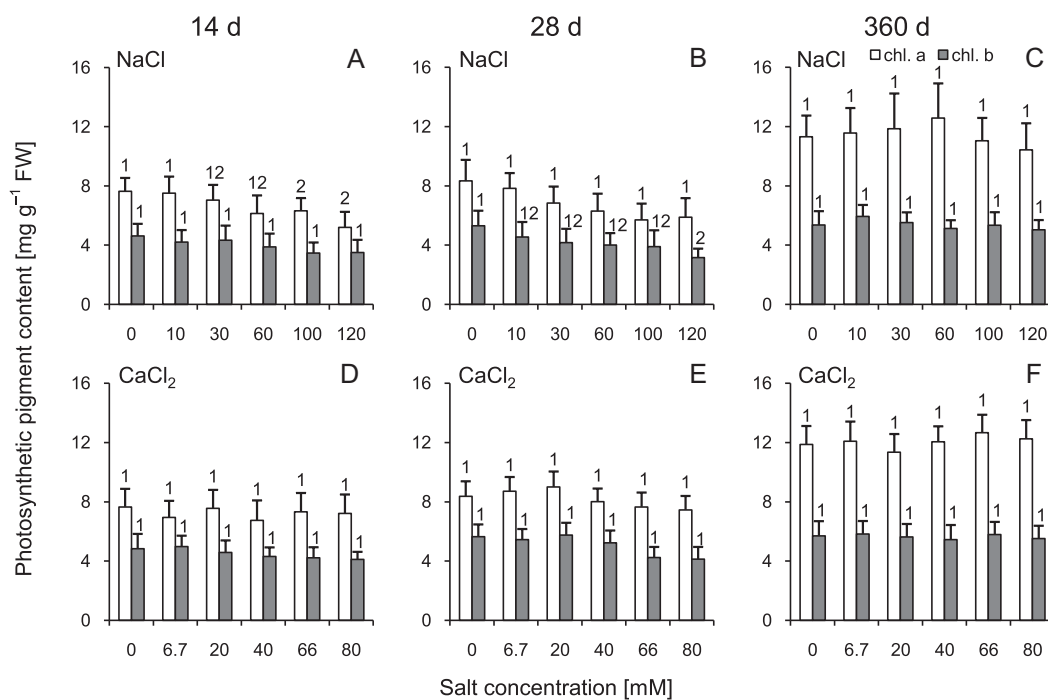 14 d
28 d
360 d
Photosynthetic pigment content [mg g⁻¹ FW]
NaCl A
16
12
8
4
0
1 1 12 12 2 2
1 1 1 1 1 1
0 10 30 60 100 120
NaCl B
16
12
8
4
0
1 1 1 1 1 1
1 12 12 12 12 2
0 10 30 60 100 120
NaCl chl. a chl. b C
16
12
8
4
0
1 1 1 1 1 1
1 1 1 1 1 1
0 10 30 60 100 120
CaCl₂ D
16
12
8
4
0
1 1 1 1 1 1
1 1 1 1 1 1
0 6.7 20 40 66 80
CaCl₂ E
16
12
8
4
0
1 1 1 1 1 1
1 1 1 1 1 1
0 6.7 20 40 66 80
CaCl₂ F
16
12
8
4
0
1 1 1 1 1 1
1 1 1 1 1 1
0 6.7 20 40 66 80
Salt concentration [mM]